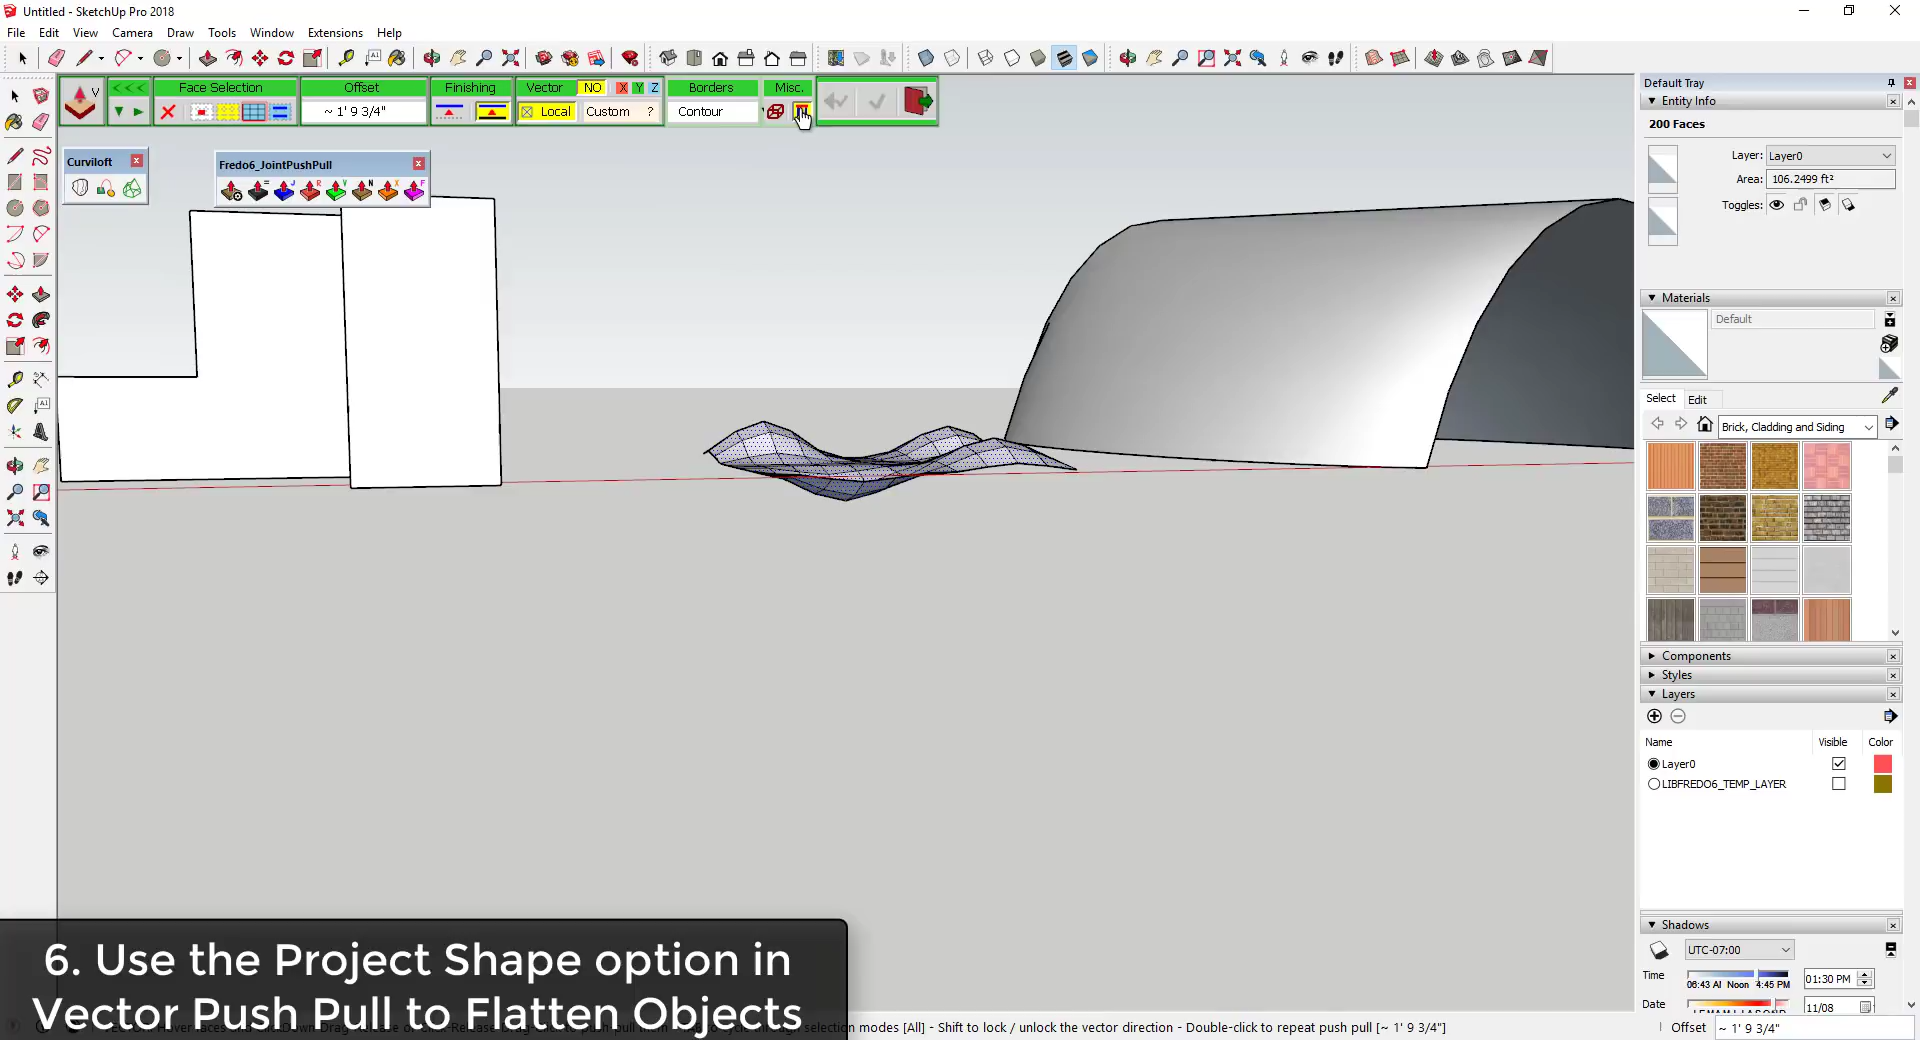 Untitled - SketchUp Pro 2018
File Edit View Camera Draw Tools Window Extensions Help
V <<< Face Selection Offset Finishing Vector NO X Y Z Borders Misc.
~ 1' 9 3/4" Local Custom ? Contour
Curviloft
Fredo6_JointPushPull
Default Tray
Entity Info
200 Faces
Layer: Layer0
Area: 106.2499 ft²
Toggles:
Materials
Default
Select Edit
Brick, Cladding and Siding
Components
Styles
Layers
Name Visible Color
Layer0
LIBFREDO6_TEMP_LAYER
Shadows
UTC-07:00
Time 06:43 AM Noon 4:45 PM 01:30 PM
Date 11/08
6. Use the Project Shape option in
Vector Push Pull to Flatten Objects
selection modes [All] - Shift to lock / unlock the vector direction - Double-click to repeat push pull [~ 1' 9 3/4"]
Offset ~ 1' 9 3/4"